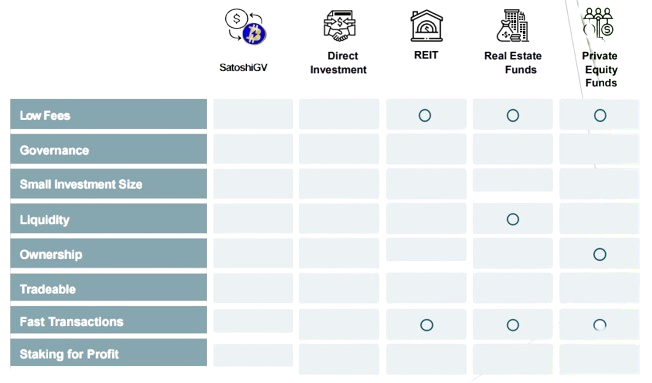 SatoshiGV
Direct
Investment
REIT
Real Estate
Funds
Private
Equity
Funds
Low Fees
Governance
Small Investment Size
Liquidity
Ownership
Tradeable
Fast Transactions
Staking for Profit